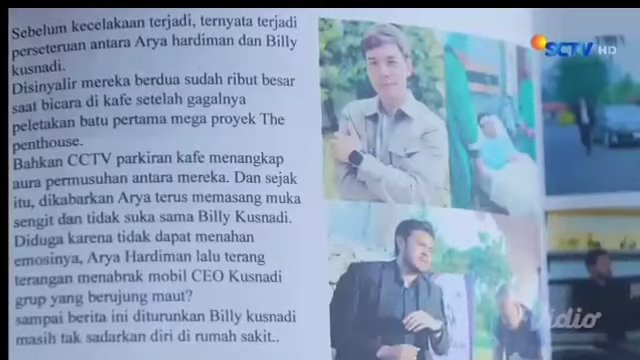 Sebelum kecelakaan terjadi, ternyata terjadi
perseteruan antara Arya hardiman dan Billy
kusnadi.
Disinyalir mereka berdua sudah ribut besar
saat bicara di kafe setelah gagalnya
peletakan batu pertama mega proyek The
penthouse.
Bahkan CCTV parkiran kafe menangkap
aura permusuhan antara mereka. Dan sejak
itu, dikabarkan Arya terus memasang muka
sengit dan tidak suka sama Billy Kusnadi.
Diduga karena tidak dapat menahan
emosinya, Arya Hardiman lalu terang
terangan menabrak mobil CEO Kusnadi
grup yang berujung maut?
sampai berita ini diturunkan Billy kusnadi
masih tak sadarkan diri di rumah sakit..
SCTV HD
vidio